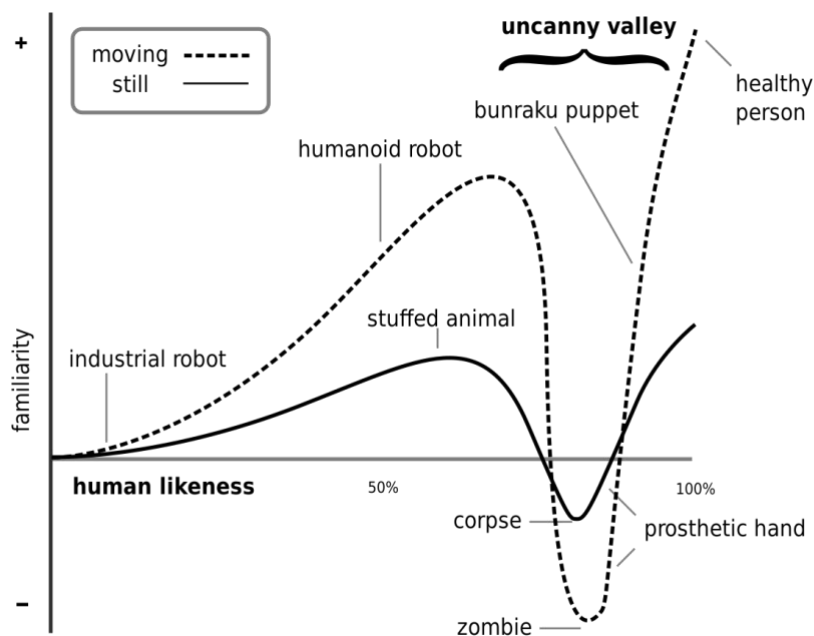 uncanny valley
+
moving
still
healthy
person
bunraku puppet
humanoid robot
stuffed animal
industrial robot
familiarity
human likeness
50%
100%
corpse
prosthetic hand
–
zombie